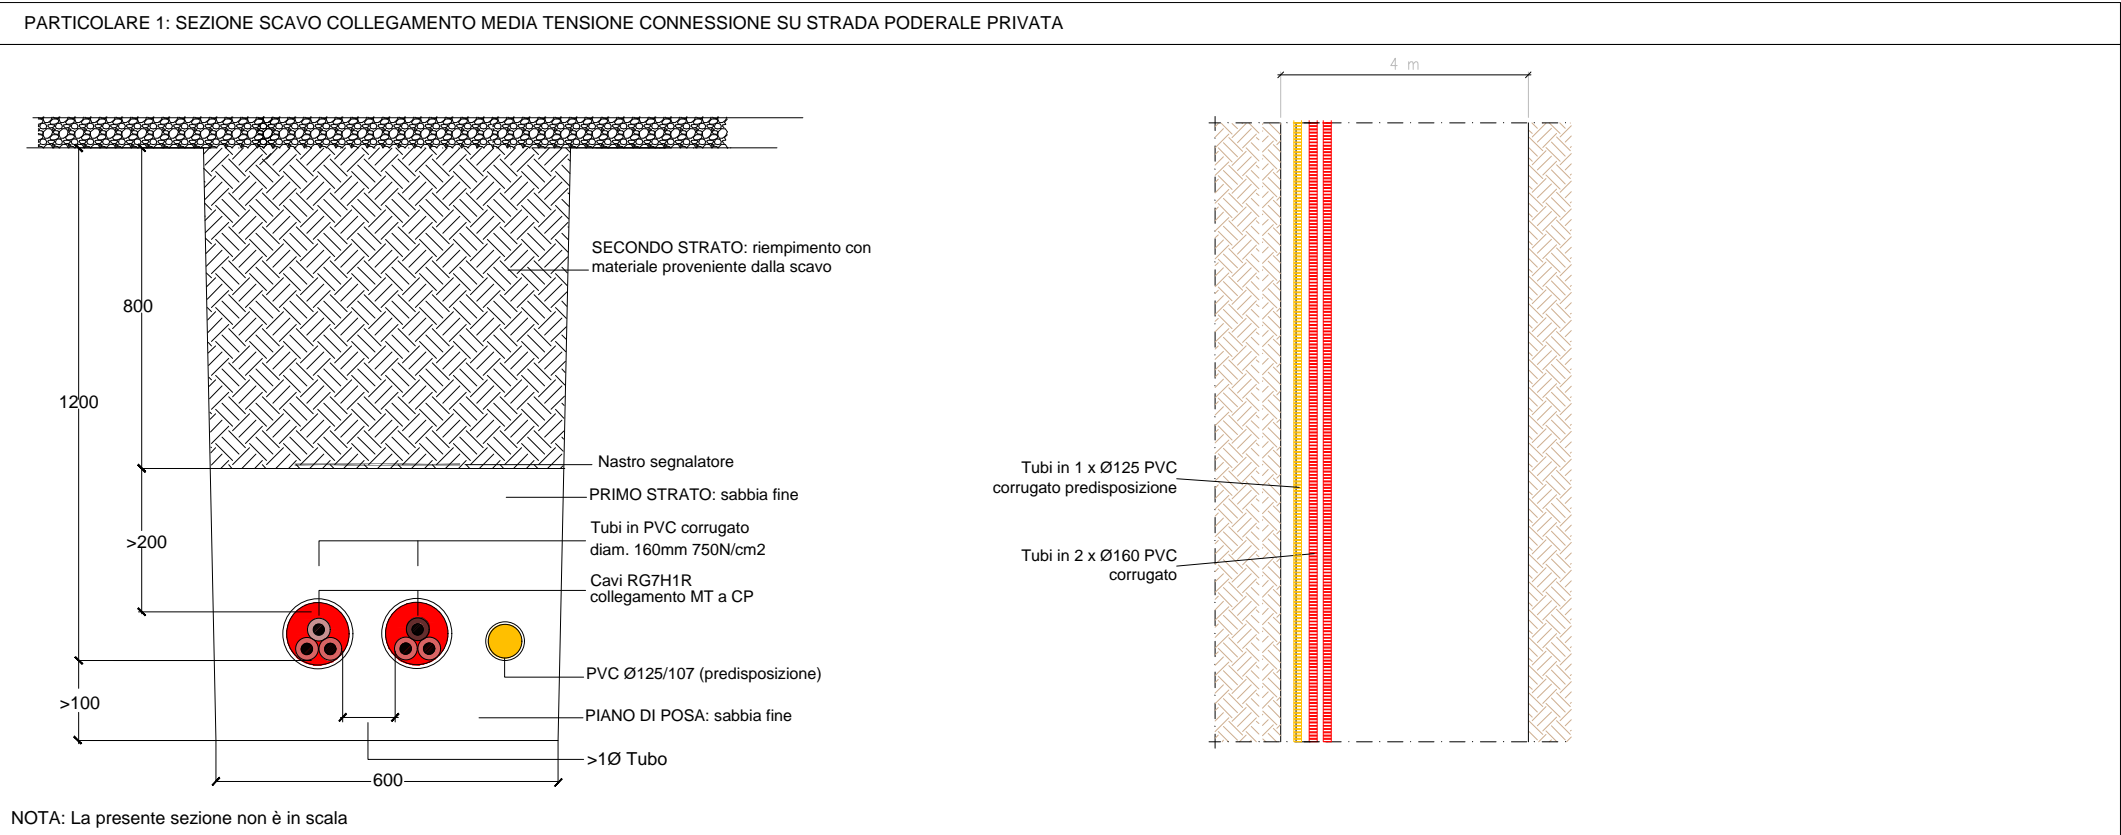 PARTICOLARE 1: SEZIONE SCAVO COLLEGAMENTO MEDIA TENSIONE CONNESSIONE SU STRADA PODERALE PRIVATA
4 m
SECONDO STRATO: riempimento con
materiale proveniente dalla scavo
800
1200
Nastro segnalatore
PRIMO STRATO: sabbia fine
Tubi in PVC corrugato
diam. 160mm 750N/cm2
>200
Cavi RG7H1R
collegamento MT a CP
PVC Ø125/107 (predisposizione)
>100
PIANO DI POSA: sabbia fine
>1Ø Tubo
600
Tubi in 1 x Ø125 PVC
corrugato predisposizione
Tubi in 2 x Ø160 PVC
corrugato
NOTA: La presente sezione non è in scala